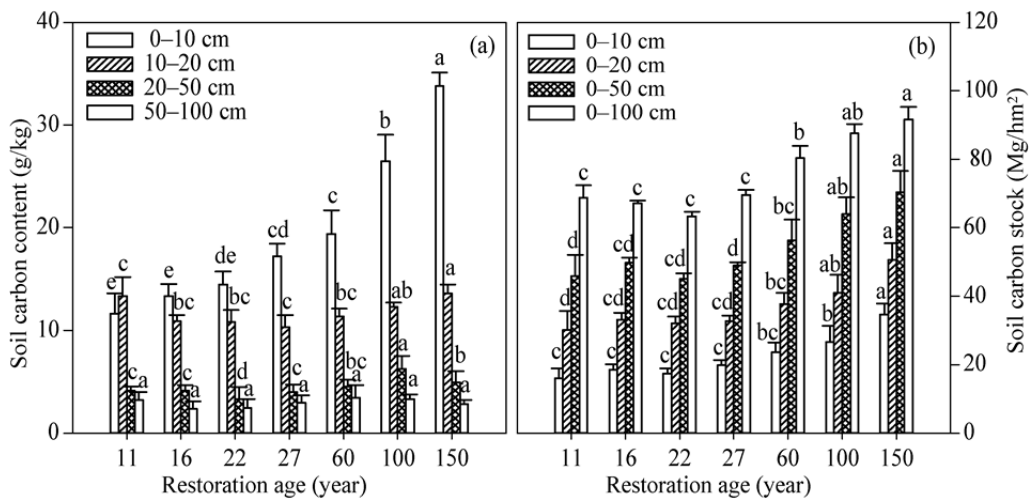 Soil carbon content (g/kg)
40
30
20
10
0
0–10 cm
10–20 cm
20–50 cm
50–100 cm
(a)
e c c a
e bc c a
de bc d a
cd c c a
c bc bc a
b ab a a
a a b a
11 16 22 27 60 100 150
Restoration age (year)
0–10 cm
0–20 cm
0–50 cm
0–100 cm
(b)
c d d c
c cd cd c
c cd cd c
c cd d c
bc bc bc b
b ab ab ab
a a a a
11 16 22 27 60 100 150
Restoration age (year)
120
100
80
60
40
20
0
Soil carbon stock (Mg/hm²)